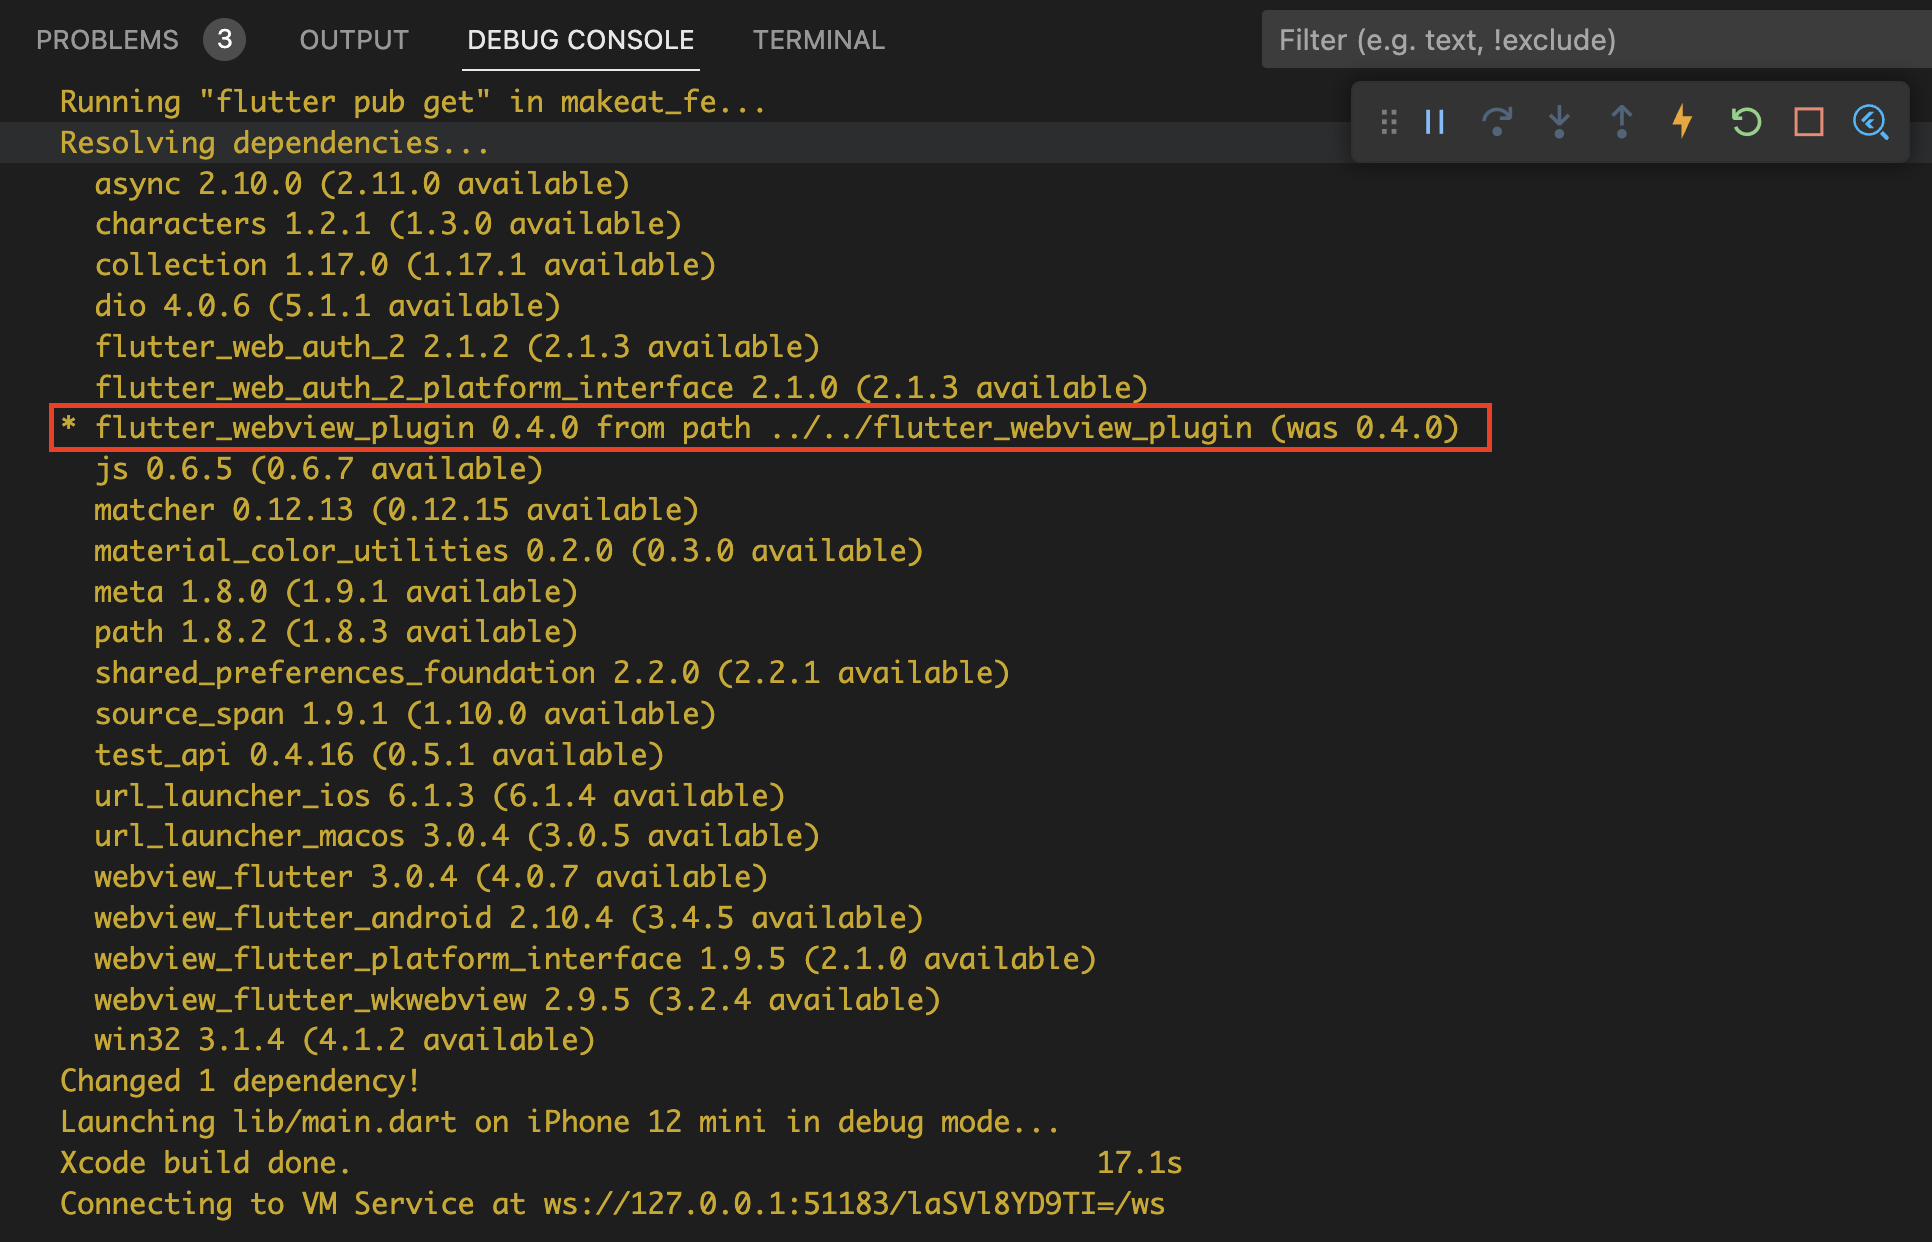 PROBLEMS 3 OUTPUT DEBUG CONSOLE TERMINAL Filter (e.g. text, !exclude)
Running "flutter pub get" in makeat_fe...
Resolving dependencies...
async 2.10.0 (2.11.0 available)
characters 1.2.1 (1.3.0 available)
collection 1.17.0 (1.17.1 available)
dio 4.0.6 (5.1.1 available)
flutter_web_auth_2 2.1.2 (2.1.3 available)
flutter_web_auth_2_platform_interface 2.1.0 (2.1.3 available)
* flutter_webview_plugin 0.4.0 from path ../../flutter_webview_plugin (was 0.4.0)
js 0.6.5 (0.6.7 available)
matcher 0.12.13 (0.12.15 available)
material_color_utilities 0.2.0 (0.3.0 available)
meta 1.8.0 (1.9.1 available)
path 1.8.2 (1.8.3 available)
shared_preferences_foundation 2.2.0 (2.2.1 available)
source_span 1.9.1 (1.10.0 available)
test_api 0.4.16 (0.5.1 available)
url_launcher_ios 6.1.3 (6.1.4 available)
url_launcher_macos 3.0.4 (3.0.5 available)
webview_flutter 3.0.4 (4.0.7 available)
webview_flutter_android 2.10.4 (3.4.5 available)
webview_flutter_platform_interface 1.9.5 (2.1.0 available)
webview_flutter_wkwebview 2.9.5 (3.2.4 available)
win32 3.1.4 (4.1.2 available)
Changed 1 dependency!
Launching lib/main.dart on iPhone 12 mini in debug mode...
Xcode build done. 17.1s
Connecting to VM Service at ws://127.0.0.1:51183/laSVl8YD9TI=/ws